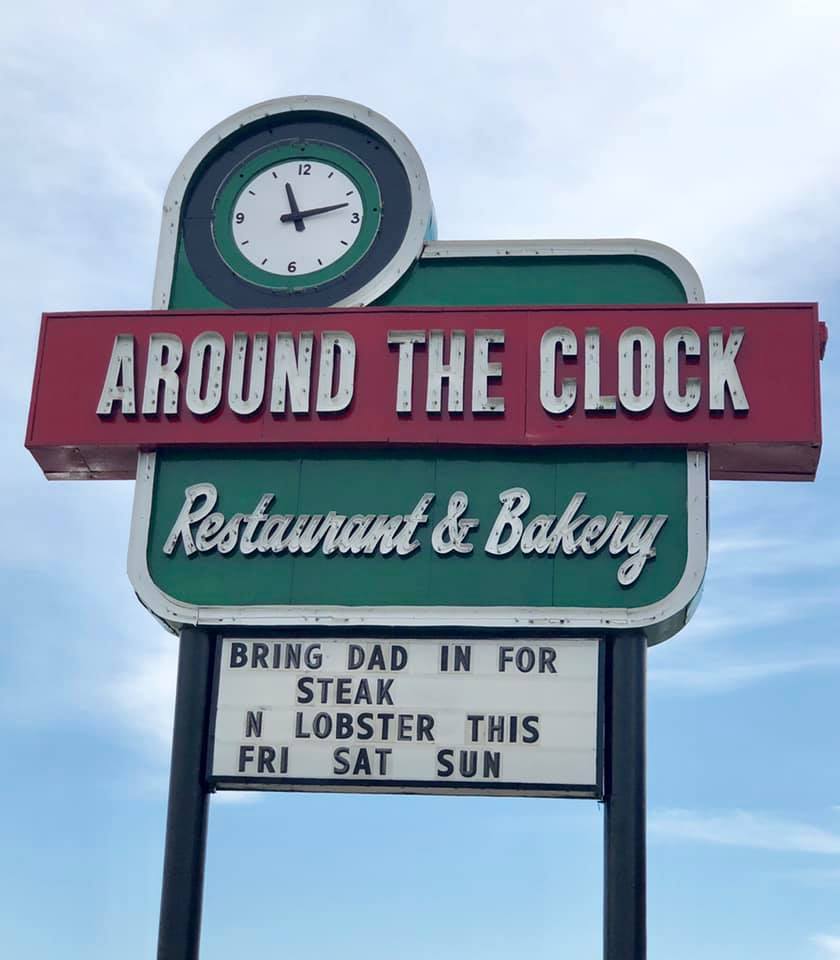 12
9 3
6
AROUND THE CLOCK
Restaurant & Bakery
BRING DAD IN FOR
STEAK
N LOBSTER THIS
FRI SAT SUN